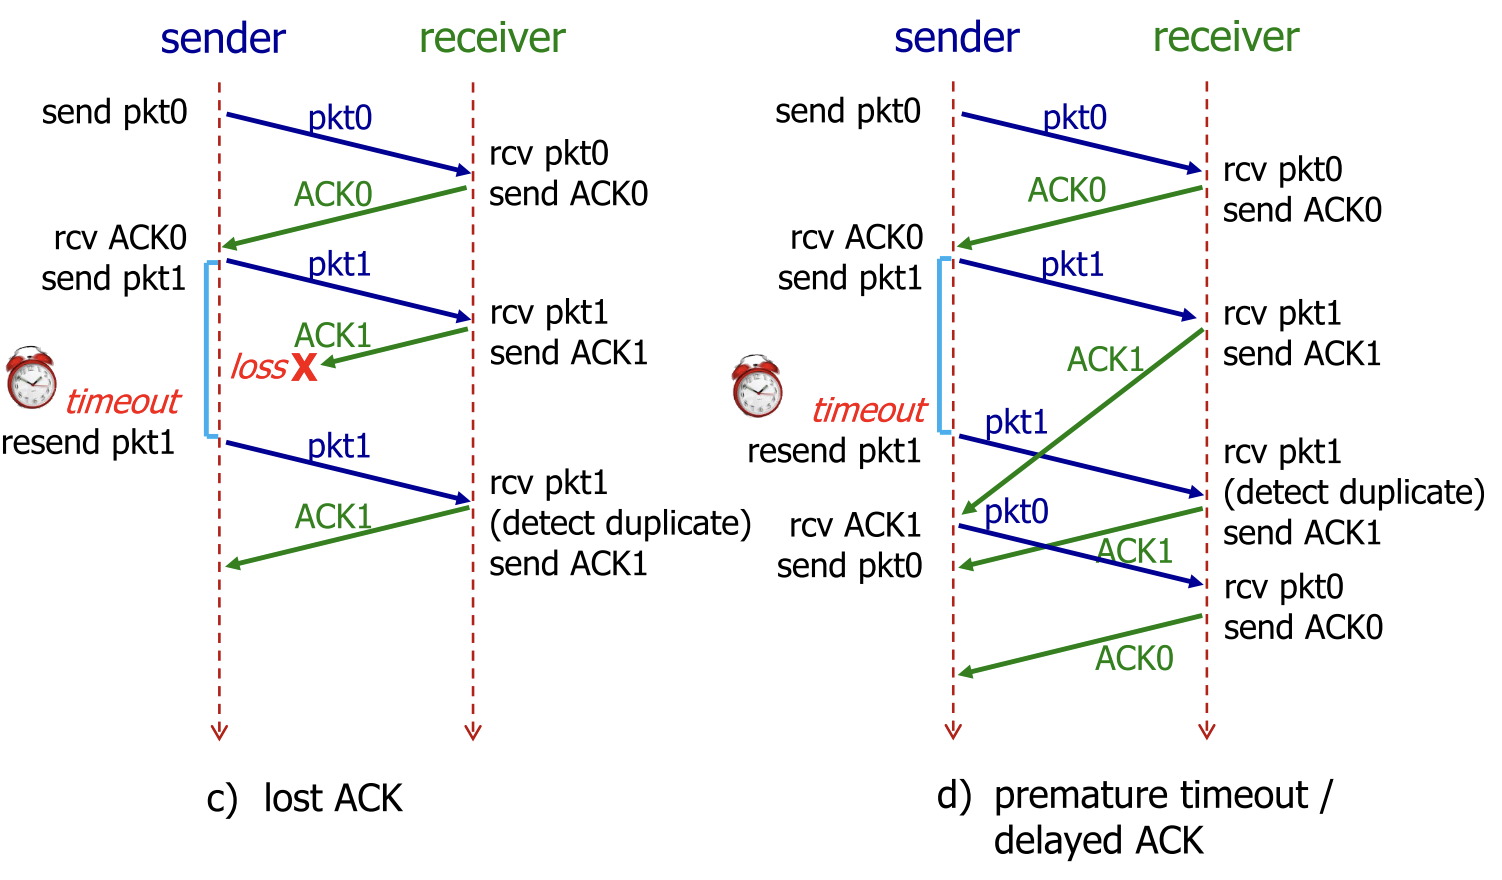 sender
receiver
send pkt0
pkt0
rcv pkt0
send ACK0
ACK0
rcv ACK0
send pkt1
pkt1
rcv pkt1
send ACK1
ACK1
loss X
timeout
resend pkt1
pkt1
rcv pkt1
(detect duplicate)
send ACK1
ACK1
c) lost ACK
sender
receiver
send pkt0
pkt0
rcv pkt0
send ACK0
ACK0
rcv ACK0
send pkt1
pkt1
rcv pkt1
send ACK1
ACK1
timeout
resend pkt1
pkt1
rcv pkt1
(detect duplicate)
send ACK1
rcv ACK1
send pkt0
pkt0
ACK1
rcv pkt0
send ACK0
ACK0
d) premature timeout /
delayed ACK